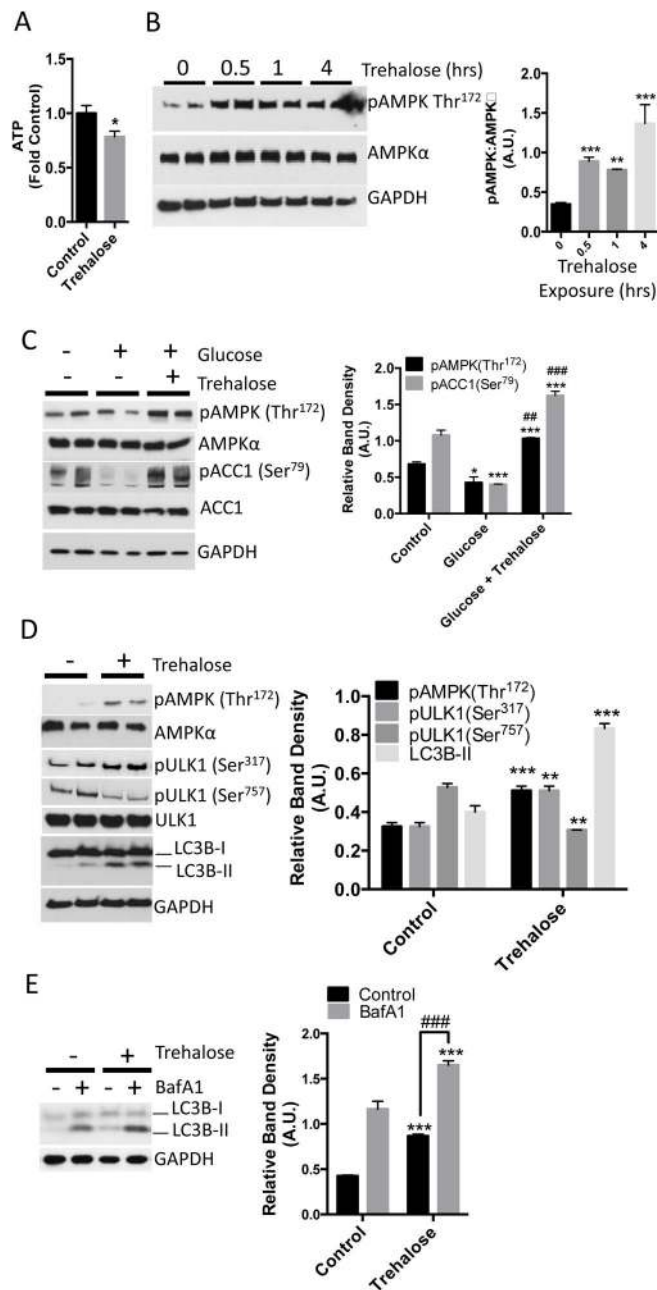 A
ATP
(Fold Control)
1.5
1.0
0.5
0.0
*
Control
Trehalose
B
0 0.5 1 4 Trehalose (hrs)
pAMPK Thr172
AMPKα
GAPDH
pAMPK:AMPK□
(A.U.)
2.0
1.5
1.0
0.5
0.0
*** ** ***
0 0.5 1 4
Trehalose
Exposure (hrs)
C
- + + Glucose
- - + Trehalose
pAMPK (Thr172)
AMPKα
pACC1 (Ser79)
ACC1
GAPDH
Relative Band Density
(A.U.)
2.0
1.5
1.0
0.5
0.0
pAMPK(Thr172)
pACC1(Ser79)
* ***
##
***
###
***
Control
Glucose
Glucose + Trehalose
D
- + Trehalose
pAMPK (Thr172)
AMPKα
pULK1 (Ser317)
pULK1 (Ser757)
ULK1
LC3B-I
LC3B-II
GAPDH
Relative Band Density
(A.U.)
1.0
0.8
0.6
0.4
0.2
0.0
pAMPK(Thr172)
pULK1(Ser317)
pULK1(Ser757)
LC3B-II
*** ** ** ***
Control
Trehalose
E
- + Trehalose
- + - + BafA1
LC3B-I
LC3B-II
GAPDH
Relative Band Density
(A.U.)
2.0
1.5
1.0
0.5
0.0
Control
BafA1
###
*** ***
Control
Trehalose